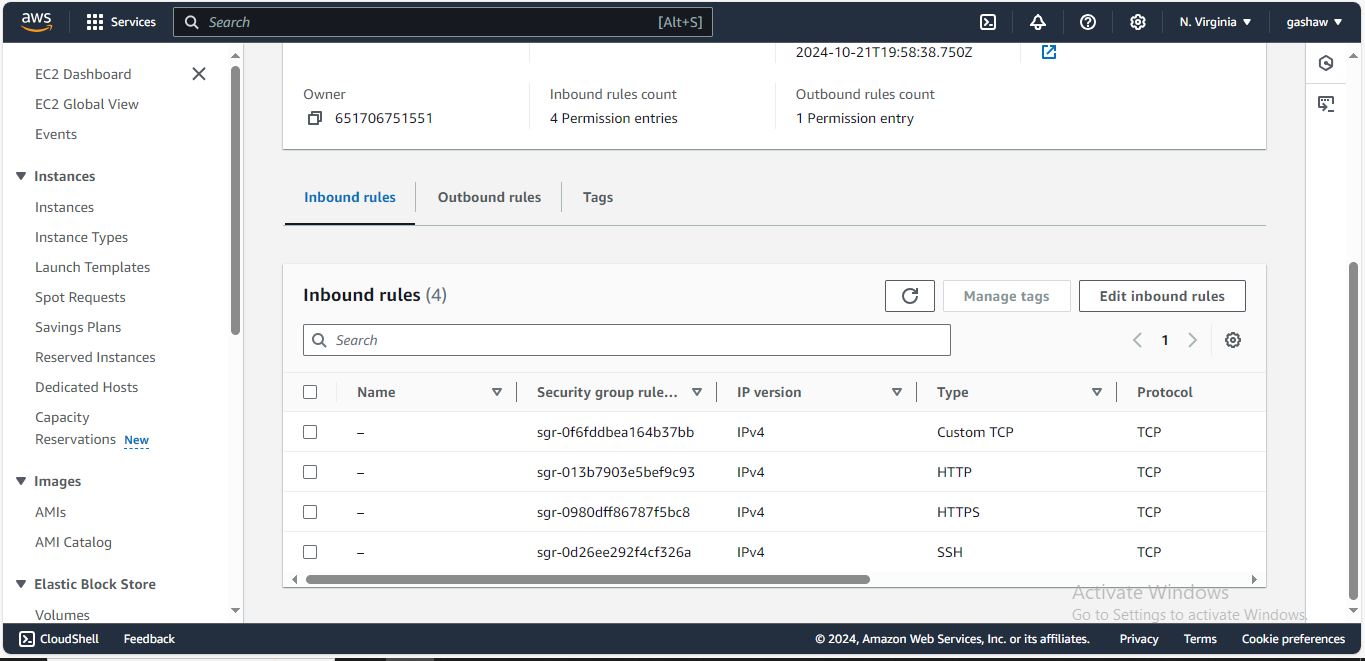 aws Services Search [Alt+S] N. Virginia gashaw
EC2 Dashboard
EC2 Global View
Events
Instances
Instances
Instance Types
Launch Templates
Spot Requests
Savings Plans
Reserved Instances
Dedicated Hosts
Capacity
Reservations New
Images
AMIs
AMI Catalog
Elastic Block Store
Volumes
2024-10-21T19:58:38.750Z
Owner Inbound rules count Outbound rules count
651706751551 4 Permission entries 1 Permission entry
Inbound rules Outbound rules Tags
Inbound rules (4) Manage tags Edit inbound rules
Search 1
Name Security group rule... IP version Type Protocol
– sgr-0f6fddbea164b37bb IPv4 Custom TCP TCP
– sgr-013b7903e5bef9c93 IPv4 HTTP TCP
– sgr-0980dff86787f5bc8 IPv4 HTTPS TCP
– sgr-0d26ee292f4cf326a IPv4 SSH TCP
Activate Windows
Go to Settings to activate Windows.
CloudShell Feedback © 2024, Amazon Web Services, Inc. or its affiliates. Privacy Terms Cookie preferences